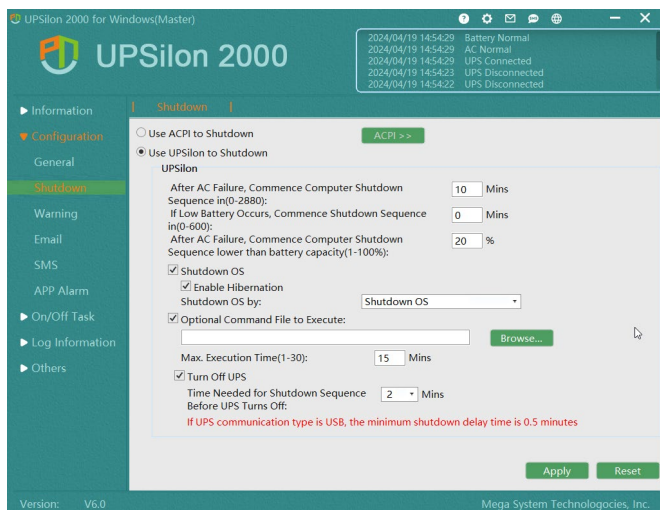 UPSilon 2000 for Windows(Master)
UPSilon 2000
2024/04/19 14:54:29 Battery Normal
2024/04/19 14:54:29 AC Normal
2024/04/19 14:54:29 UPS Connected
2024/04/19 14:54:23 UPS Disconnected
2024/04/19 14:54:22 UPS Disconnected
Information
Configuration
General
Shutdown
Warning
Email
SMS
APP Alarm
On/Off Task
Log Information
Others
Shutdown
Use ACPI to Shutdown
ACPI >>
Use UPSilon to Shutdown
UPSilon
After AC Failure, Commence Computer Shutdown
Sequence in(0-2880):
10 Mins
If Low Battery Occurs, Commence Shutdown Sequence
in(0-600):
0 Mins
After AC Failure, Commence Computer Shutdown
Sequence lower than battery capacity(1-100%):
20 %
Shutdown OS
Enable Hibernation
Shutdown OS by: Shutdown OS
Optional Command File to Execute:
Browse...
Max. Execution Time(1-30): 15 Mins
Turn Off UPS
Time Needed for Shutdown Sequence
Before UPS Turns Off:
2 Mins
If UPS communication type is USB, the minimum shutdown delay time is 0.5 minutes
Apply Reset
Version: V6.0
Mega System Technologocies, Inc.